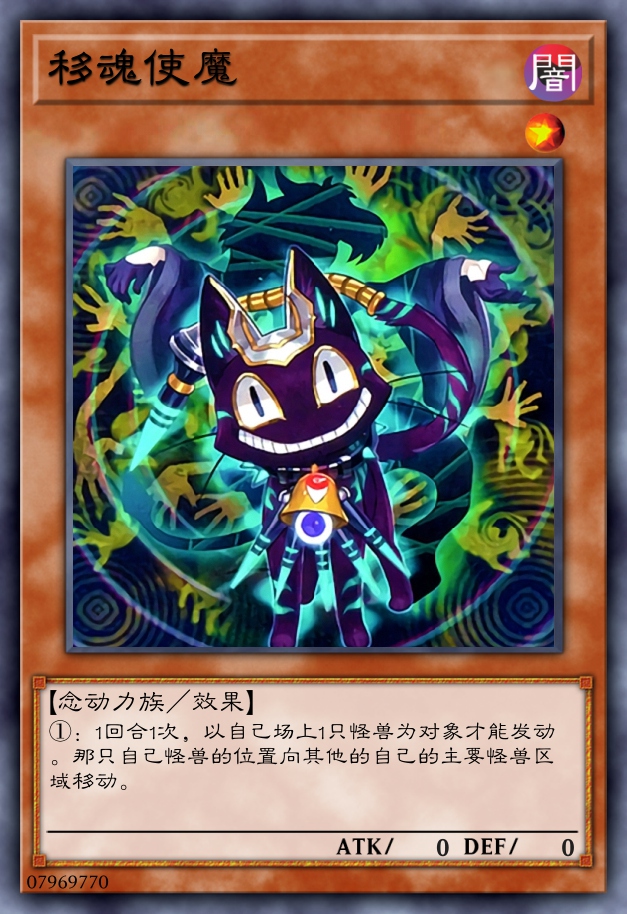 移魂使魔
闇
【念动力族／效果】
①：1回合1次，以自己场上1只怪兽为对象才能发动
。那只自己怪兽的位置向其他的自己的主要怪兽区
域移动。
ATK/ 0 DEF/ 0
07969770